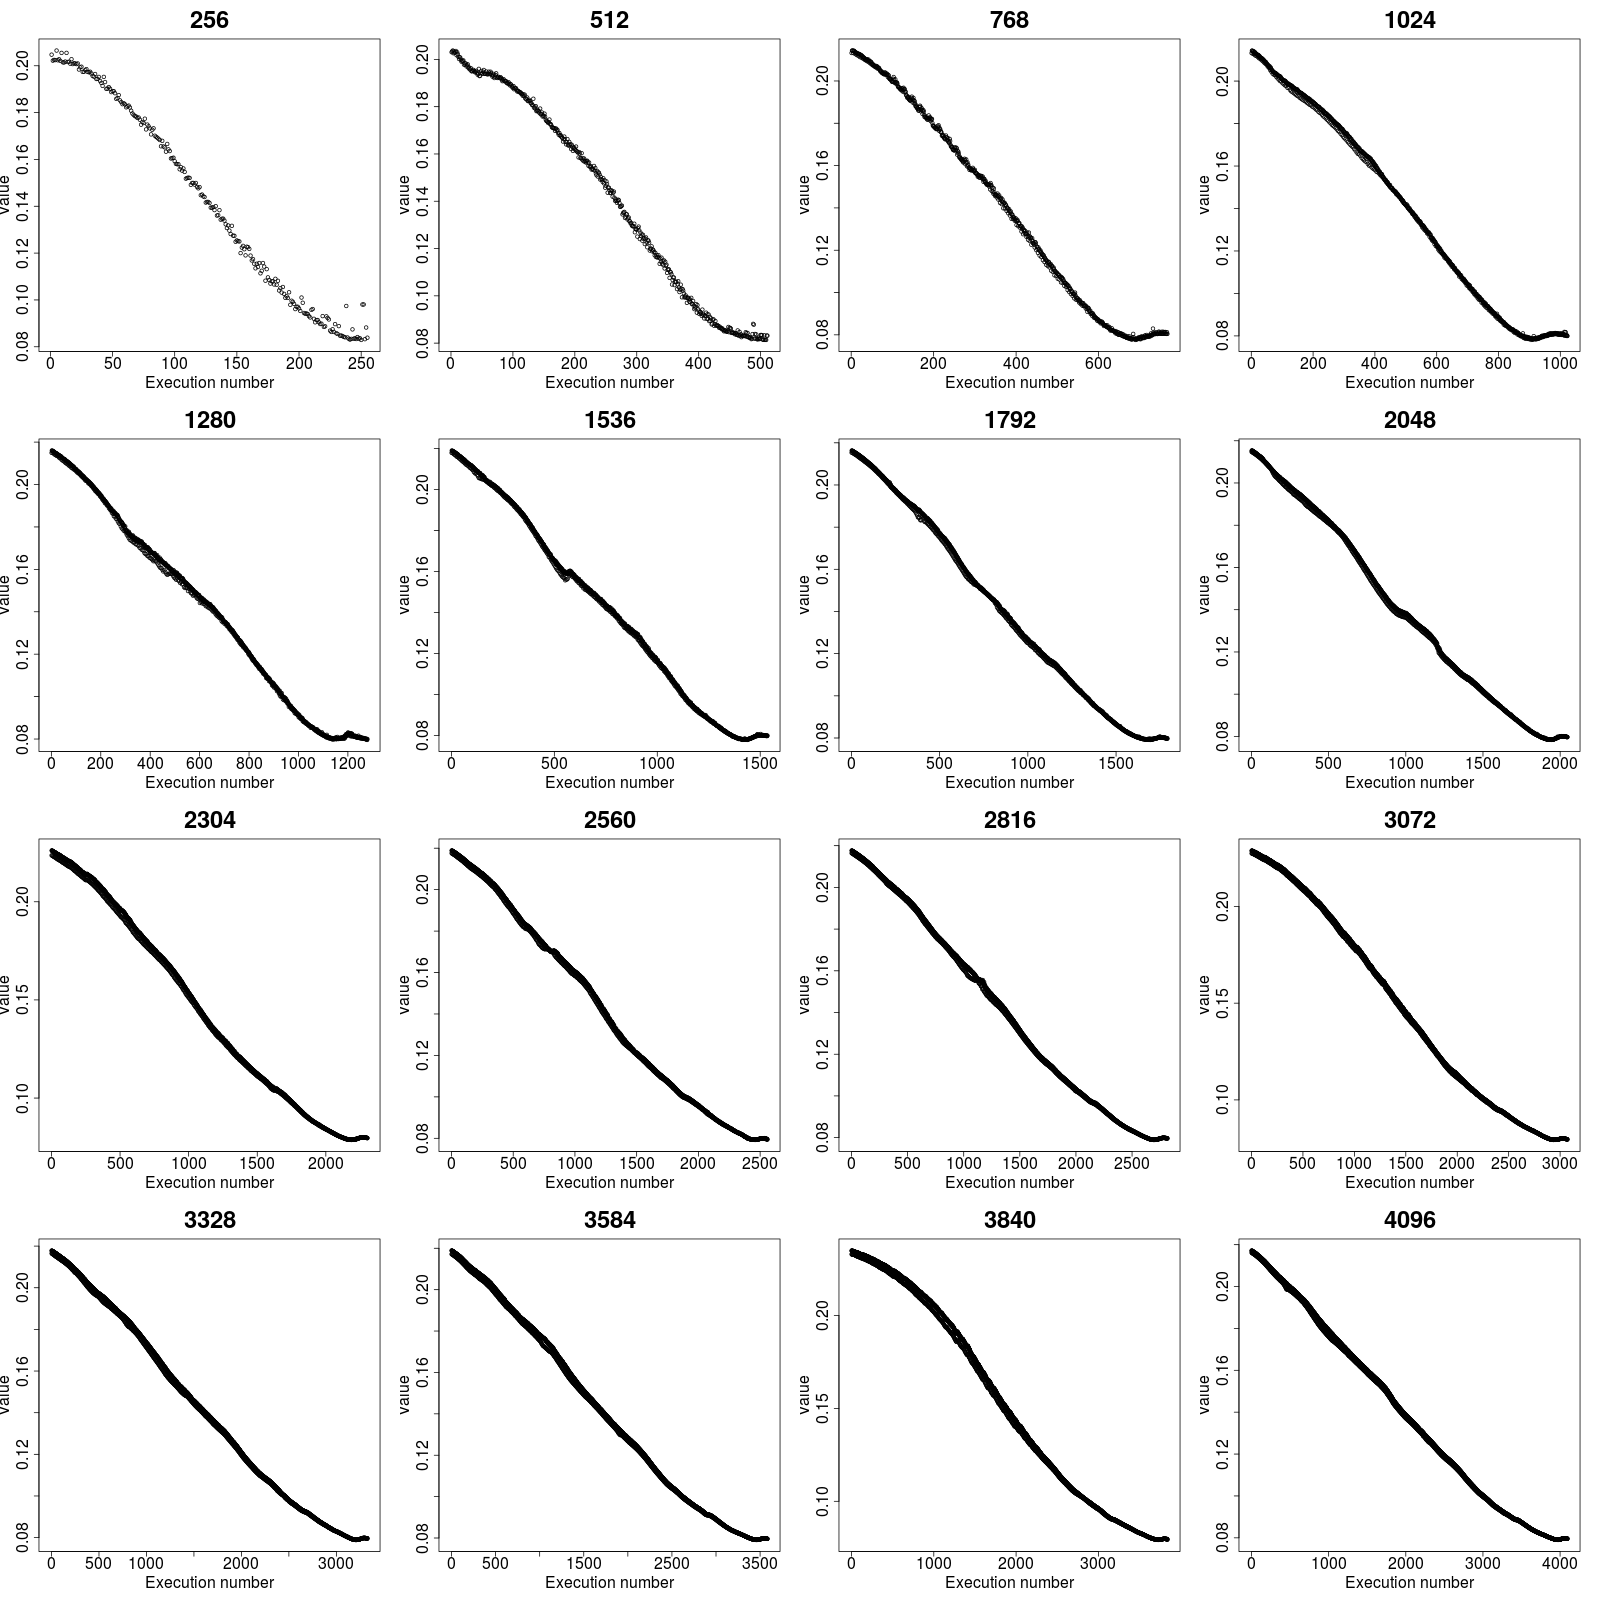 256 512 768 1024
value 0.08 0.10 0.12 0.14 0.16 0.18 0.20
value 0.08 0.10 0.12 0.14 0.16 0.18 0.20
value 0.08 0.12 0.16 0.20
value 0.08 0.12 0.16 0.20
0 50 100 150 200 250
0 100 200 300 400 500
0 200 400 600
0 200 400 600 800 1000
Execution number Execution number Execution number Execution number
1280 1536 1792 2048
value 0.08 0.12 0.16 0.20
value 0.08 0.12 0.16 0.20
value 0.08 0.12 0.16 0.20
value 0.08 0.12 0.16 0.20
0 200 400 600 800 1000 1200
0 500 1000 1500
0 500 1000 1500
0 500 1000 1500 2000
Execution number Execution number Execution number Execution number
2304 2560 2816 3072
value 0.10 0.15 0.20
value 0.08 0.12 0.16 0.20
value 0.08 0.12 0.16 0.20
value 0.10 0.15 0.20
0 500 1000 1500 2000
0 500 1000 1500 2000 2500
0 500 1000 1500 2000 2500
0 500 1000 1500 2000 2500 3000
Execution number Execution number Execution number Execution number
3328 3584 3840 4096
value 0.08 0.12 0.16 0.20
value 0.08 0.12 0.16 0.20
value 0.10 0.15 0.20
value 0.08 0.12 0.16 0.20
0 500 1000 2000 3000
0 500 1500 2500 3500
0 1000 2000 3000
0 1000 2000 3000 4000
Execution number Execution number Execution number Execution number